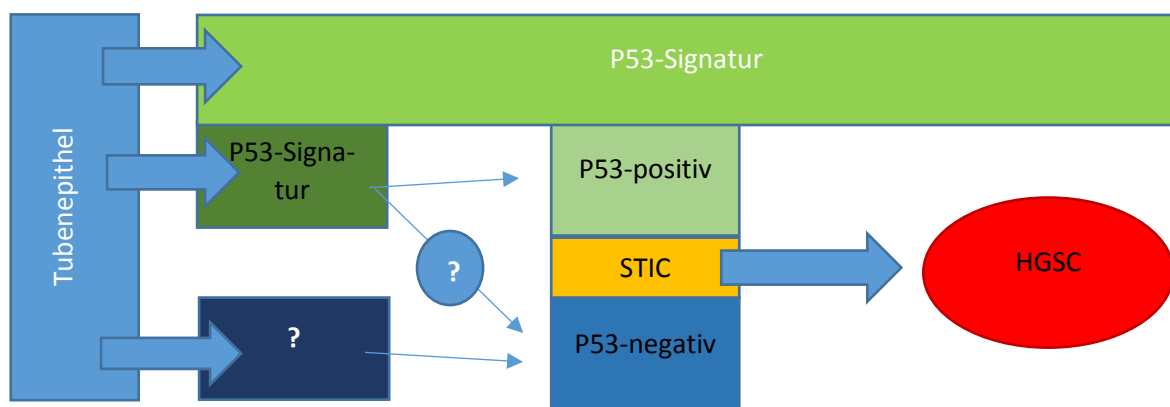 Tubenepithel
P53-Signatur
P53-Signa-
tur
?
?
P53-positiv
STIC
P53-negativ
HGSC